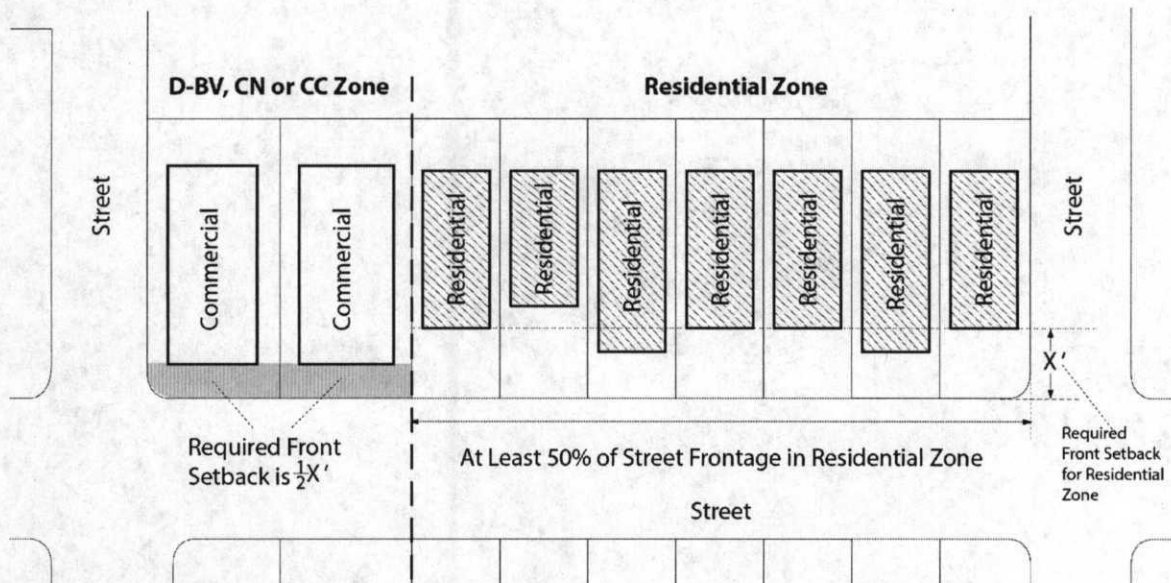 D-BV, CN or CC Zone
Residential Zone
Street
Commercial
Commercial
Residential
Residential
Residential
Residential
Residential
Residential
Residential
Street
X'
Required Front
Setback is ½X'
At Least 50% of Street Frontage in Residential Zone
Required
Front Setback
for Residential
Zone
Street